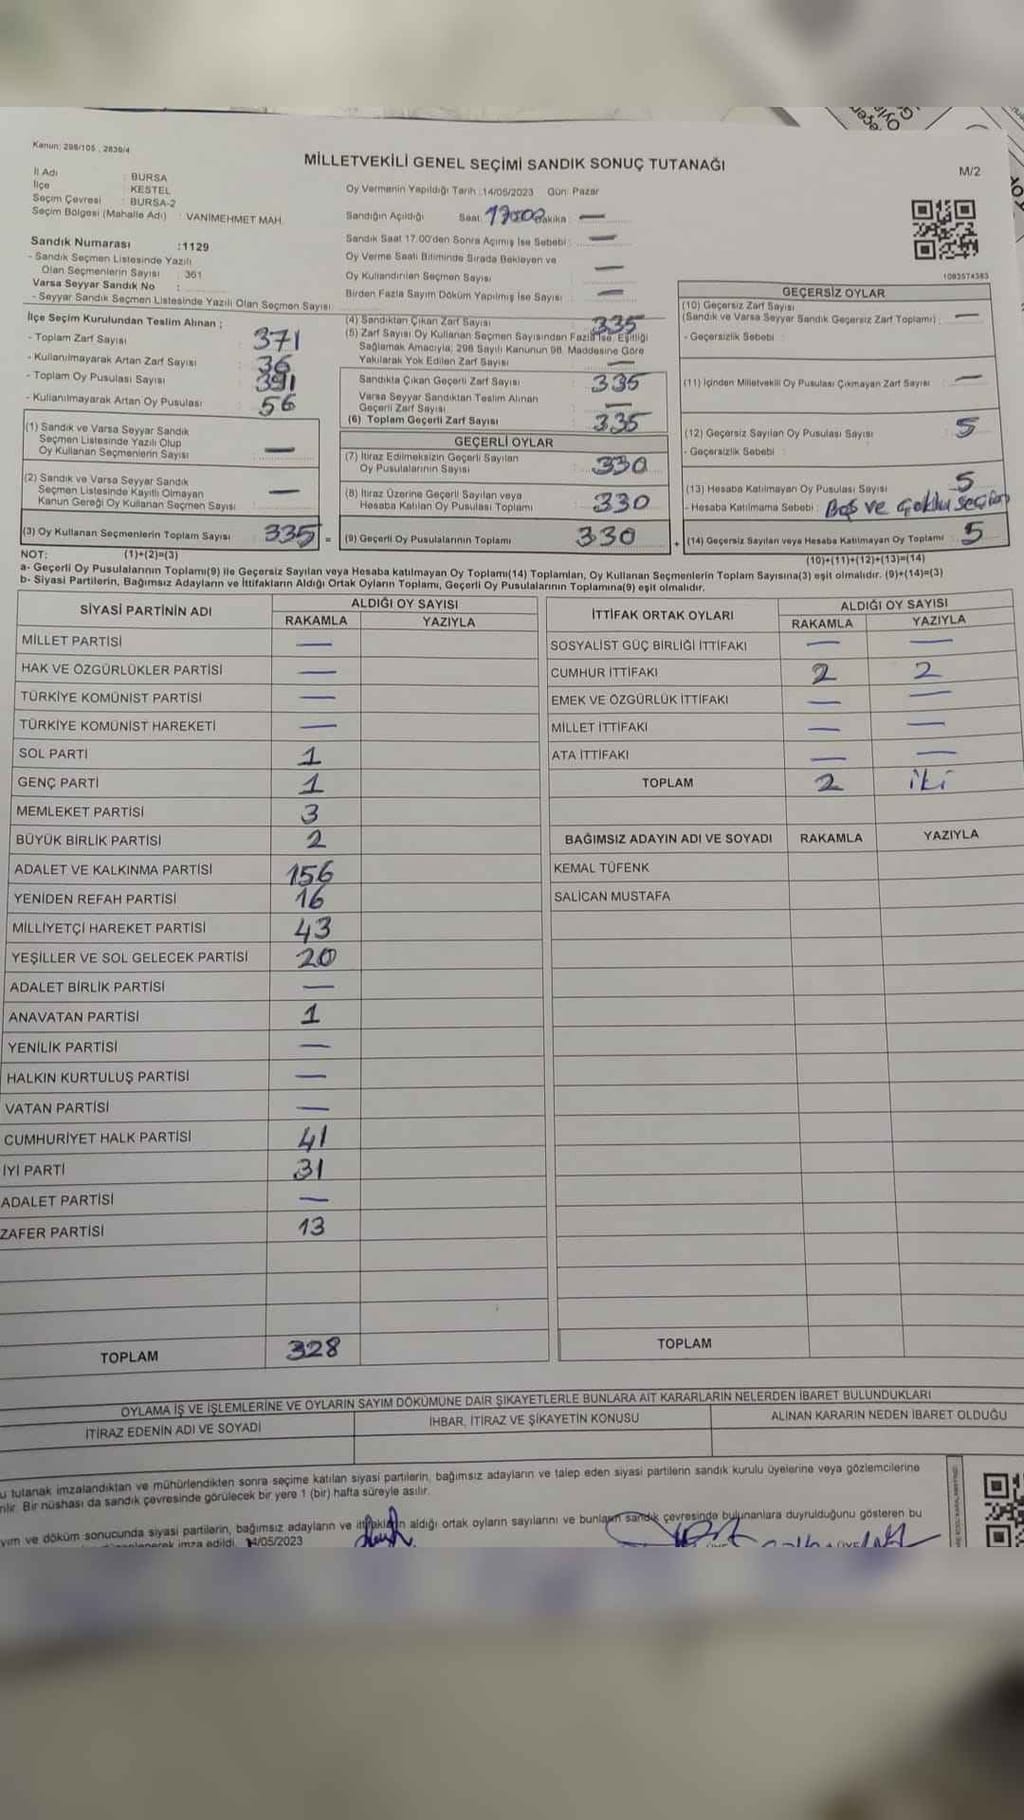 Kanun: 298/105 , 2839/4
MİLLETVEKİLİ GENEL SEÇİMİ SANDIK SONUÇ TUTANAĞI
M/2
İl Adı : BURSA
İlçe : KESTEL
Seçim Çevresi : BURSA-2
Seçim Bölgesi (Mahalle Adı) : VANİMEHMET MAH.
Oy Vermenin Yapıldığı Tarih :14/05/2023 Gün: Pazar
Sandığın Açıldığı Saat: Dakika : —
Sandık Saat 17.00'den Sonra Açımış İse Sebebi : —
Oy Verme Saati Bitiminde Sırada Bekleyen ve
Oy Kullandırılan Seçmen Sayısı : —
Birden Fazla Sayım Döküm Yapılmış İse Sayısı : —
Sandık Numarası :1129
- Sandık Seçmen Listesinde Yazılı
Olan Seçmenlerin Sayısı : 361
Varsa Seyyar Sandık No :
- Seyyar Sandık Seçmen Listesinde Yazılı Olan Seçmen Sayısı :
1083574383
İlçe Seçim Kurulundan Teslim Alınan ;
- Toplam Zarf Sayısı : 371
- Kullanılmayarak Artan Zarf Sayısı : 36
- Toplam Oy Pusulası Sayısı : 391
- Kullanılmayarak Artan Oy Pusulası : 56
(1) Sandık ve Varsa Seyyar Sandık
Seçmen Listesinde Yazılı Olup
Oy Kullanan Seçmenlerin Sayısı : —
(2) Sandık ve Varsa Seyyar Sandık
Seçmen Listesinde Kayıtlı Olmayan
Kanun Gereği Oy Kullanan Seçmen Sayısı : —
(3) Oy Kullanan Seçmenlerin Toplam Sayısı : 335 =
(4) Sandıktan Çıkan Zarf Sayısı : 335
(5) Zarf Sayısı Oy Kullanan Seçmen Sayısından Fazla İse, Eşitliği
Sağlamak Amacıyla, 298 Sayılı Kanunun 98. Maddesine Göre
Yakılarak Yok Edilen Zarf Sayısı : —
Sandıkta Çıkan Geçerli Zarf Sayısı : 335
Varsa Seyyar Sandıktan Teslim Alınan
Geçerli Zarf Sayısı : —
(6) Toplam Geçerli Zarf Sayısı : 335
GEÇERLİ OYLAR
(7) İtiraz Edilmeksizin Geçerli Sayılan
Oy Pusulalarının Sayısı : 330
(8) İtiraz Üzerine Geçerli Sayılan veya
Hesaba Katılan Oy Pusulası Toplamı : 330
(9) Geçerli Oy Pusulalarının Toplamı : 330 +
GEÇERSİZ OYLAR
(10) Geçersiz Zarf Sayısı
(Sandık ve Varsa Seyyar Sandık Geçersiz Zarf Toplamı) : —
- Geçersizlik Sebebi :
(11) İçinden Milletvekili Oy Pusulası Çıkmayan Zarf Sayısı : —
(12) Geçersiz Sayılan Oy Pusulası Sayısı : 5
- Geçersizlik Sebebi :
(13) Hesaba Katılmayan Oy Pusulası Sayısı : 5
- Hesaba Katılmama Sebebi : Boş ve Çoklu seçim
(14) Geçersiz Sayılan veya Hesaba Katılmayan Oy Toplamı : 5
NOT: (1)+(2)=(3)
(10)+(11)+(12)+(13)=(14)
a- Geçerli Oy Pusulalarının Toplamı(9) ile Geçersiz Sayılan veya Hesaba katılmayan Oy Toplamı(14) Toplamları, Oy Kullanan Seçmenlerin Toplam Sayısına(3) eşit olmalıdır. (9)+(14)=(3)
b- Siyasi Partilerin, Bağımsız Adayların ve İttifakların Aldığı Ortak Oyların Toplamı, Geçerli Oy Pusulalarının Toplamına(9) eşit olmalıdır.
SİYASİ PARTİNİN ADI ALDIĞI OY SAYISI
RAKAMLA YAZIYLA
MİLLET PARTİSİ —
HAK VE ÖZGÜRLÜKLER PARTİSİ —
TÜRKİYE KOMÜNİST PARTİSİ —
TÜRKİYE KOMÜNİST HAREKETİ —
SOL PARTİ 1
GENÇ PARTİ 1
MEMLEKET PARTİSİ 3
BÜYÜK BİRLİK PARTİSİ 2
ADALET VE KALKINMA PARTİSİ 156
YENİDEN REFAH PARTİSİ 16
MİLLİYETÇİ HAREKET PARTİSİ 43
YEŞİLLER VE SOL GELECEK PARTİSİ 20
ADALET BİRLİK PARTİSİ —
ANAVATAN PARTİSİ 1
YENİLİK PARTİSİ —
HALKIN KURTULUŞ PARTİSİ —
VATAN PARTİSİ —
CUMHURİYET HALK PARTİSİ 41
İYİ PARTİ 31
ADALET PARTİSİ —
ZAFER PARTİSİ 13
TOPLAM 328
İTTİFAK ORTAK OYLARI ALDIĞI OY SAYISI
RAKAMLA YAZIYLA
SOSYALİST GÜÇ BİRLİĞİ İTTİFAKI — —
CUMHUR İTTİFAKI 2 2
EMEK VE ÖZGÜRLÜK İTTİFAKI — —
MİLLET İTTİFAKI — —
ATA İTTİFAKI — —
TOPLAM 2 iki
BAĞIMSIZ ADAYIN ADI VE SOYADI RAKAMLA YAZIYLA
KEMAL TÜFENK
SALİCAN MUSTAFA
TOPLAM
OYLAMA İŞ VE İŞLEMLERİNE VE OYLARIN SAYIM DÖKÜMÜNE DAİR ŞİKAYETLERLE BUNLARA AİT KARARLARIN NELERDEN İBARET BULUNDUKLARI
İTİRAZ EDENİN ADI VE SOYADI İHBAR, İTİRAZ VE ŞİKAYETİN KONUSU ALINAN KARARIN NEDEN İBARET OLDUĞU
u tutanak imzalandıktan ve mühürlendikten sonra seçime katılan siyasi partilerin, bağımsız adayların ve talep eden siyasi partilerin sandık kurulu üyelerine veya gözlemcilerine
rilir. Bir nüshası da sandık çevresinde görülecek bir yere 1 (bir) hafta süreyle asılır.
yım ve döküm sonucunda siyasi partilerin, bağımsız adayların ve ittifakların aldığı ortak oyların sayılarını ve bunların sandık çevresinde bulunanlara duyrulduğunu gösteren bu
imza edildi. 14/05/2023